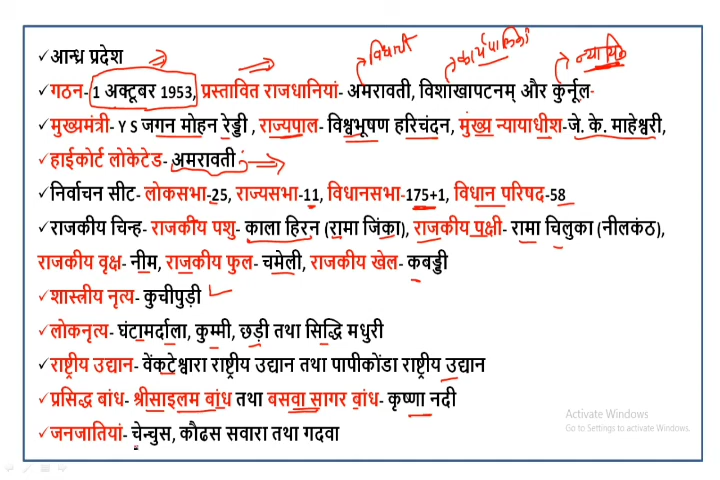 ✓आन्ध्र प्रदेश
विधायी कार्यपालिका न्यायिक
✓गठन- 1 अक्टूबर 1953, प्रस्तावित राजधानियां- अमरावती, विशाखापटनम् और कुर्नूल
✓मुख्यमंत्री- Y S जगन मोहन रेड्डी, राज्यपाल- विश्वभूषण हरिचंदन, मुख्य न्यायाधीश- जे. के. माहेश्वरी,
✓हाईकोर्ट लोकेटेड- अमरावती
✓निर्वाचन सीट- लोकसभा-25, राज्यसभा-11, विधानसभा-175+1, विधान परिषद-58
✓राजकीय चिन्ह- राजकीय पशु- काला हिरन (रामा जिंका), राजकीय पक्षी- रामा चिलुका (नीलकंठ),
राजकीय वृक्ष- नीम, राजकीय फुल- चमेली, राजकीय खेल- कबड्डी
✓शास्त्रीय नृत्य- कुचीपुड़ी
✓लोकनृत्य- घंटामर्दाला, कुम्मी, छड़ी तथा सिद्धि मधुरी
✓राष्ट्रीय उद्यान- वेंकटेश्वारा राष्ट्रीय उद्यान तथा पापीकोंडा राष्ट्रीय उद्यान
✓प्रसिद्ध बांध- श्रीसाइलम बांध तथा वसवा सागर बांध- कृष्णा नदी
✓जनजातियां- चेन्चुस, कौढस सवारा तथा गदवा
Activate Windows
Go to Settings to activate Windows.